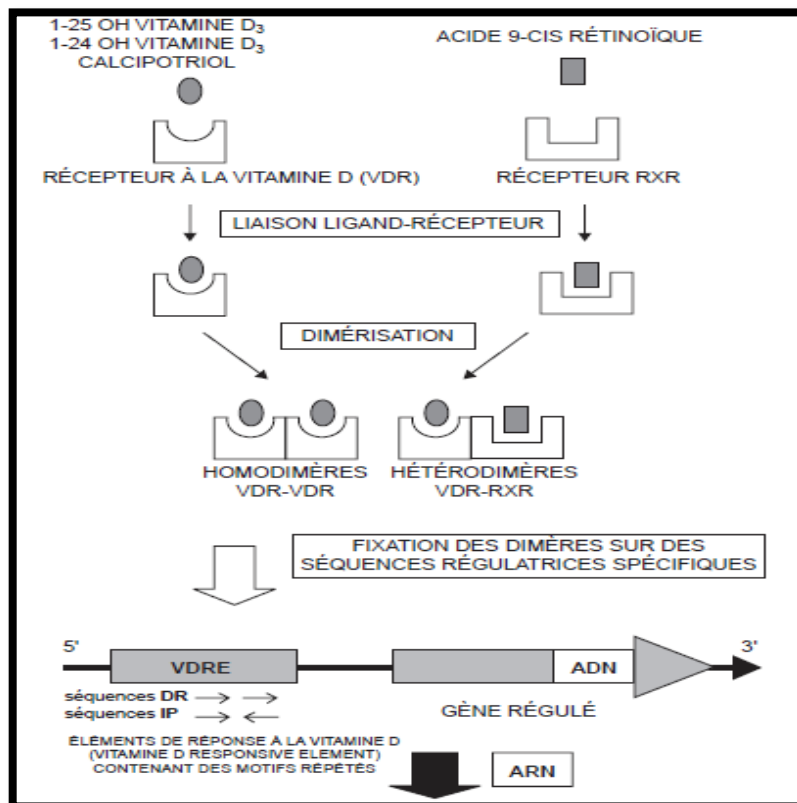 1-25 OH VITAMINE D3
1-24 OH VITAMINE D3
CALCIPOTRIOL
ACIDE 9-CIS RÉTINOÏQUE
RÉCEPTEUR À LA VITAMINE D (VDR)
RÉCEPTEUR RXR
LIAISON LIGAND-RÉCEPTEUR
DIMÉRISATION
HOMODIMÈRES
VDR-VDR
HÉTÉRODIMÈRES
VDR-RXR
FIXATION DES DIMÈRES SUR DES
SÉQUENCES RÉGULATRICES SPÉCIFIQUES
5'
3'
VDRE
ADN
séquences DR
séquences IP
GÈNE RÉGULÉ
ÉLÉMENTS DE RÉPONSE À LA VITAMINE D
(VITAMINE D RESPONSIVE ELEMENT)
CONTENANT DES MOTIFS RÉPÉTÉS
ARN